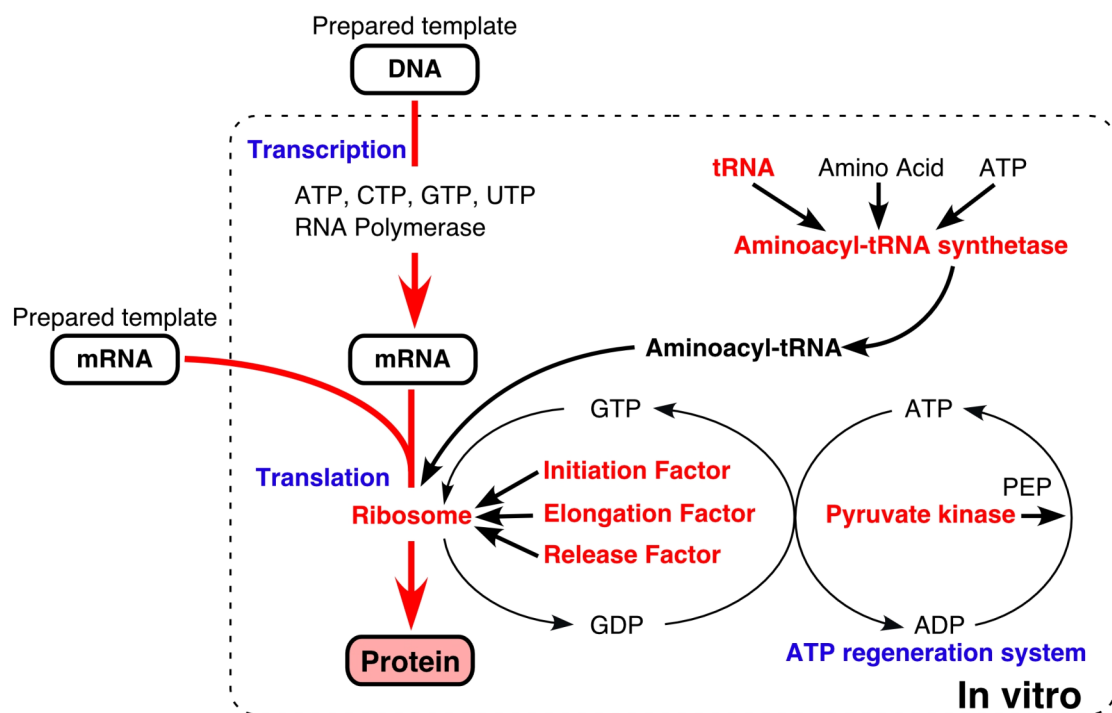 Prepared template
DNA
Transcription
ATP, CTP, GTP, UTP
RNA Polymerase
tRNA
Amino Acid
ATP
Aminoacyl-tRNA synthetase
Prepared template
mRNA
mRNA
Aminoacyl-tRNA
GTP
ATP
Translation
Initiation Factor
Ribosome
Elongation Factor
Release Factor
PEP
Pyruvate kinase
GDP
ADP
ATP regeneration system
Protein
In vitro